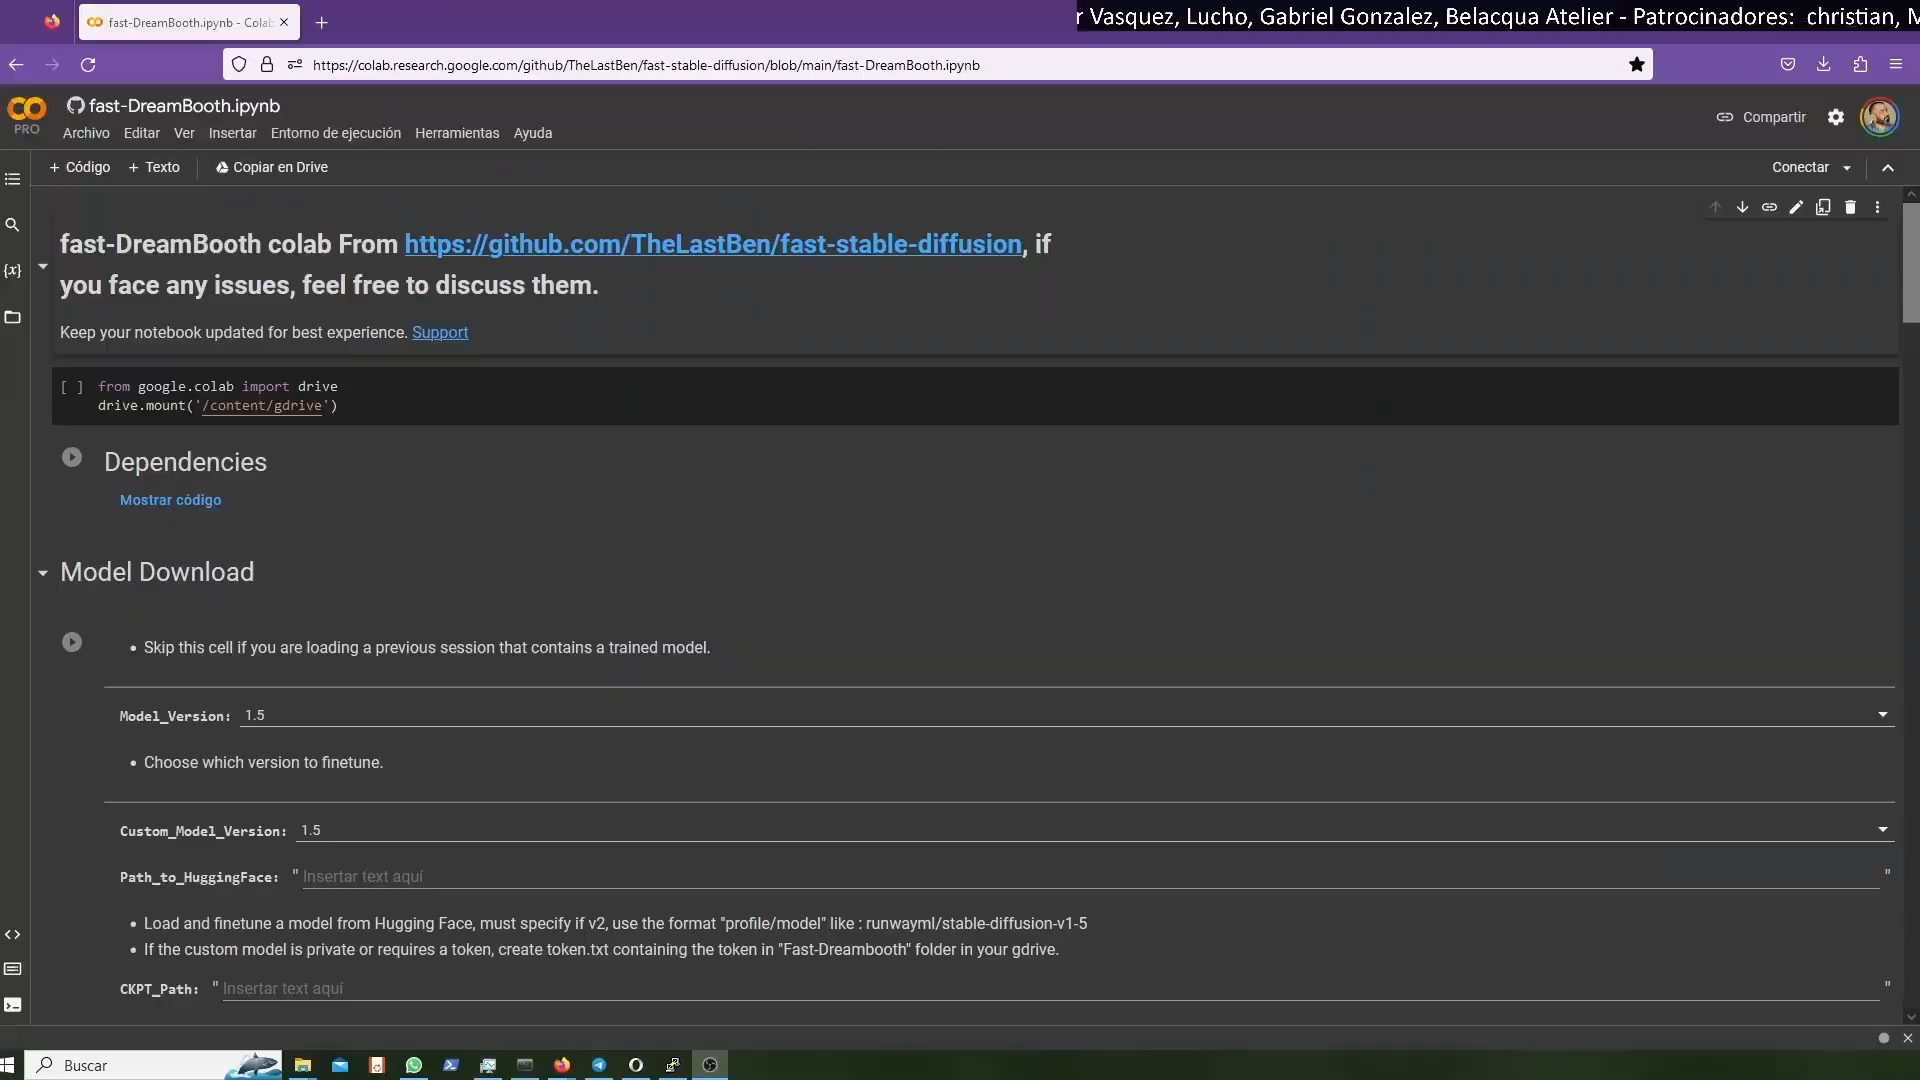 fast-DreamBooth.ipynb - Colab
r Vasquez, Lucho, Gabriel Gonzalez, Belacqua Atelier - Patrocinadores: christian, M
https://colab.research.google.com/github/TheLastBen/fast-stable-diffusion/blob/main/fast-DreamBooth.ipynb
CO
PRO
fast-DreamBooth.ipynb
Archivo Editar Ver Insertar Entorno de ejecución Herramientas Ayuda
Compartir
+ Código + Texto Copiar en Drive
Conectar
fast-DreamBooth colab From https://github.com/TheLastBen/fast-stable-diffusion, if
you face any issues, feel free to discuss them.
Keep your notebook updated for best experience. Support
[ ] from google.colab import drive
drive.mount('/content/gdrive')
Dependencies
Mostrar código
Model Download
• Skip this cell if you are loading a previous session that contains a trained model.
Model_Version: 1.5
• Choose which version to finetune.
Custom_Model_Version: 1.5
Path_to_HuggingFace: " Insertar text aquí "
• Load and finetune a model from Hugging Face, must specify if v2, use the format "profile/model" like : runwayml/stable-diffusion-v1-5
• If the custom model is private or requires a token, create token.txt containing the token in "Fast-Dreambooth" folder in your gdrive.
CKPT_Path: " Insertar text aquí "
Buscar